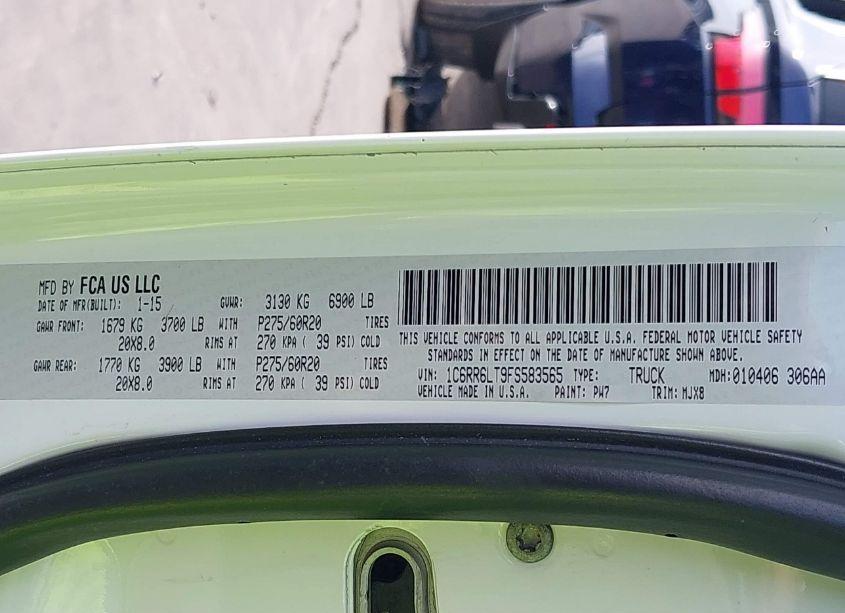 MFD BY FCA US LLC
DATE OF MFR(BUILT): 1-15 GVWR: 3130 KG 6900 LB
GAWR FRONT: 1679 KG 3700 LB WITH P275/60R20 TIRES
20X8.0 RIMS AT 270 KPA ( 39 PSI) COLD
GAWR REAR: 1770 KG 3900 LB WITH P275/60R20 TIRES
20X8.0 RIMS AT 270 KPA ( 39 PSI) COLD
THIS VEHICLE CONFORMS TO ALL APPLICABLE U.S.A. FEDERAL MOTOR VEHICLE SAFETY
STANDARDS IN EFFECT ON THE DATE OF MANUFACTURE SHOWN ABOVE.
VIN: 1C6RR6LT9FS583565 TYPE: TRUCK MDH:010406 306AA
VEHICLE MADE IN U.S.A. PAINT: PW7 TRIM: MJX8